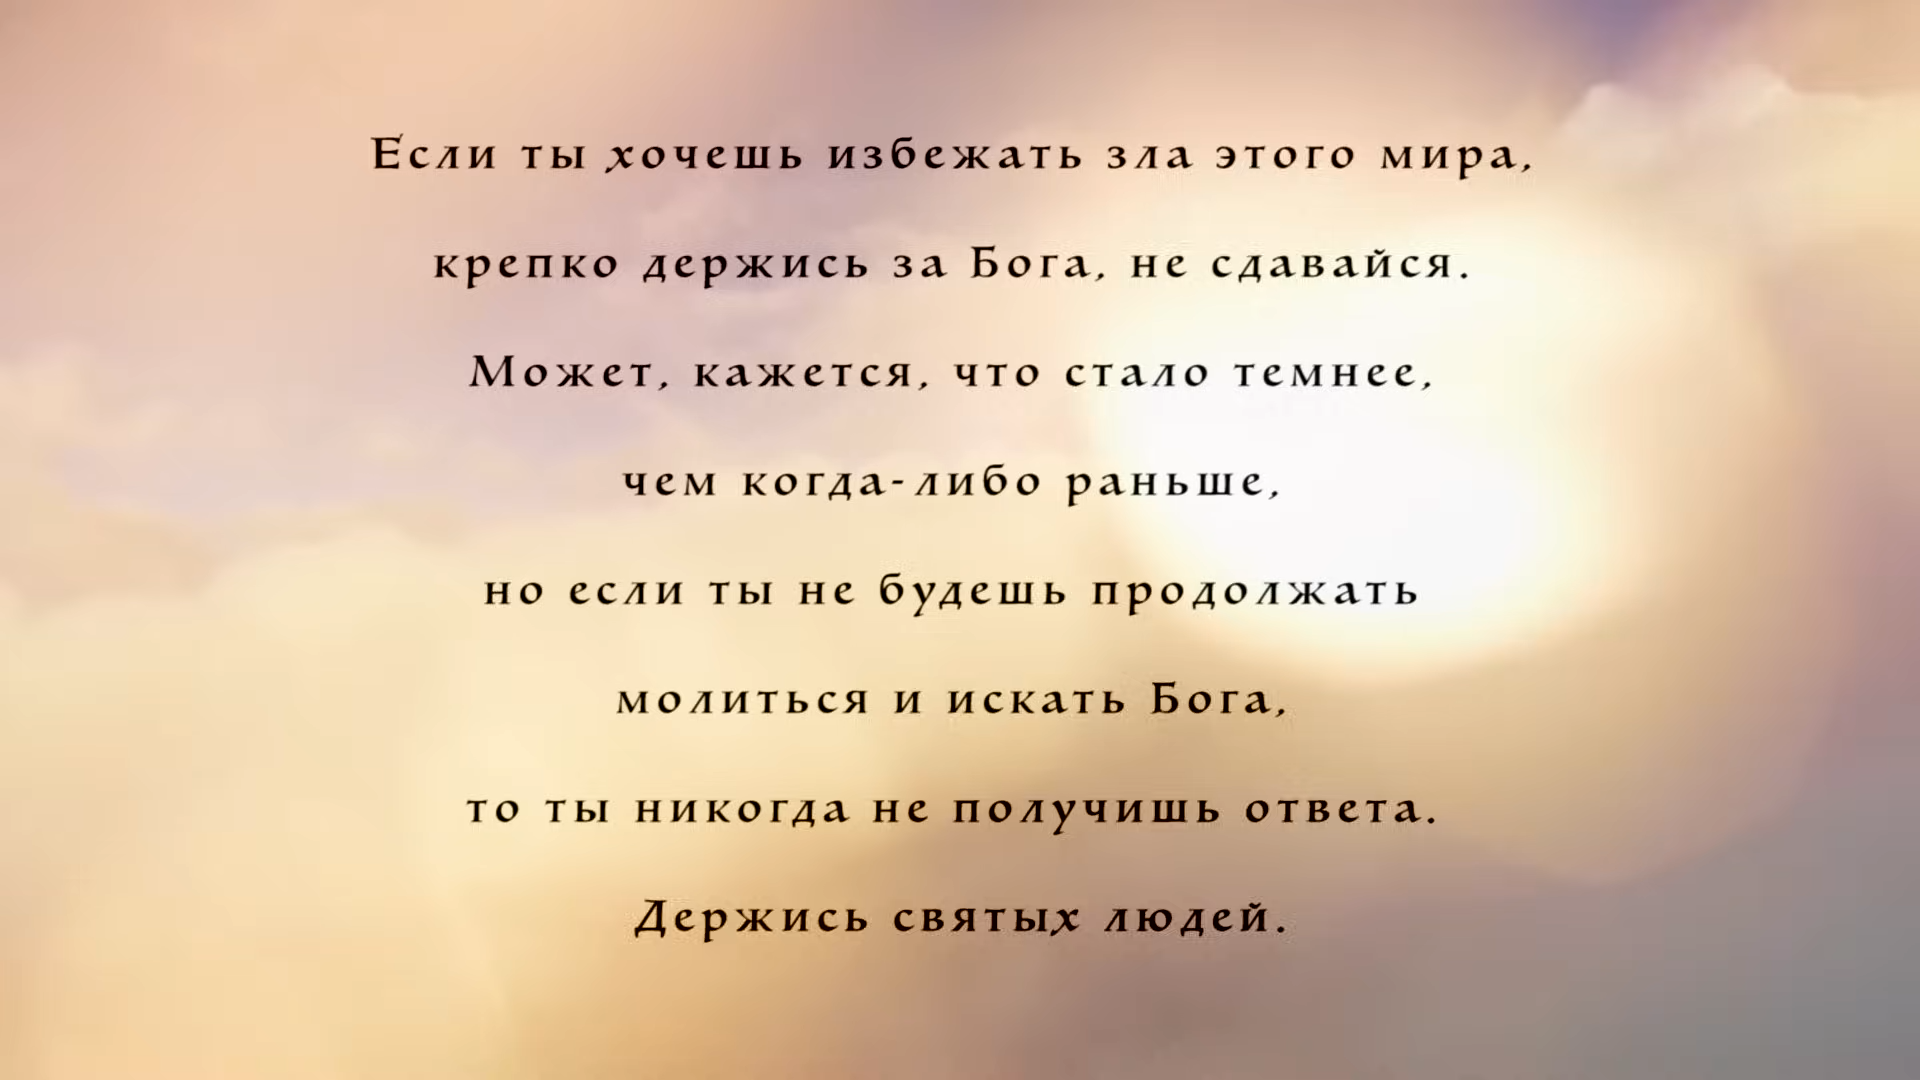 Если ты хочешь избежать зла этого мира,
крепко держись за Бога, не сдавайся.
Может, кажется, что стало темнее,
чем когда-либо раньше,
но если ты не будешь продолжать
молиться и искать Бога,
то ты никогда не получишь ответа.
Держись святых людей.